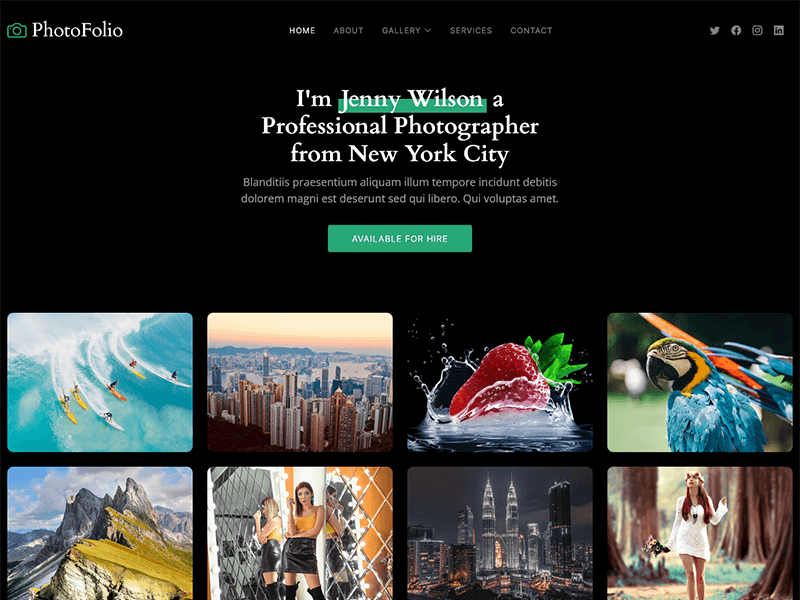 PhotoFolio
HOME ABOUT GALLERY SERVICES CONTACT
I'm Jenny Wilson a
Professional Photographer
from New York City
Blanditiis praesentium aliquam illum tempore incidunt debitis
dolorem magni est deserunt sed qui libero. Qui voluptas amet.
AVAILABLE FOR HIRE